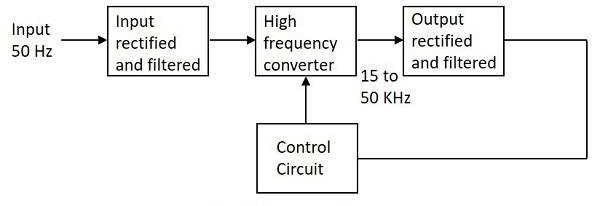 Input
50 Hz
Input
rectified
and filtered
High
frequency
converter
15 to
50 KHz
Output
rectified
and filtered
Control
Circuit